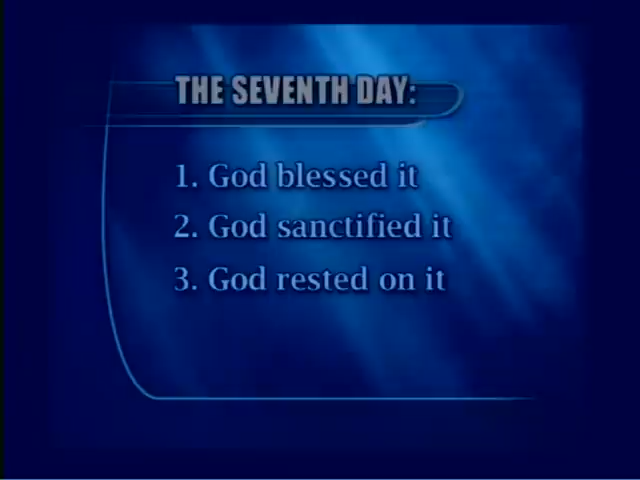 THE SEVENTH DAY:
1. God blessed it
2. God sanctified it
3. God rested on it